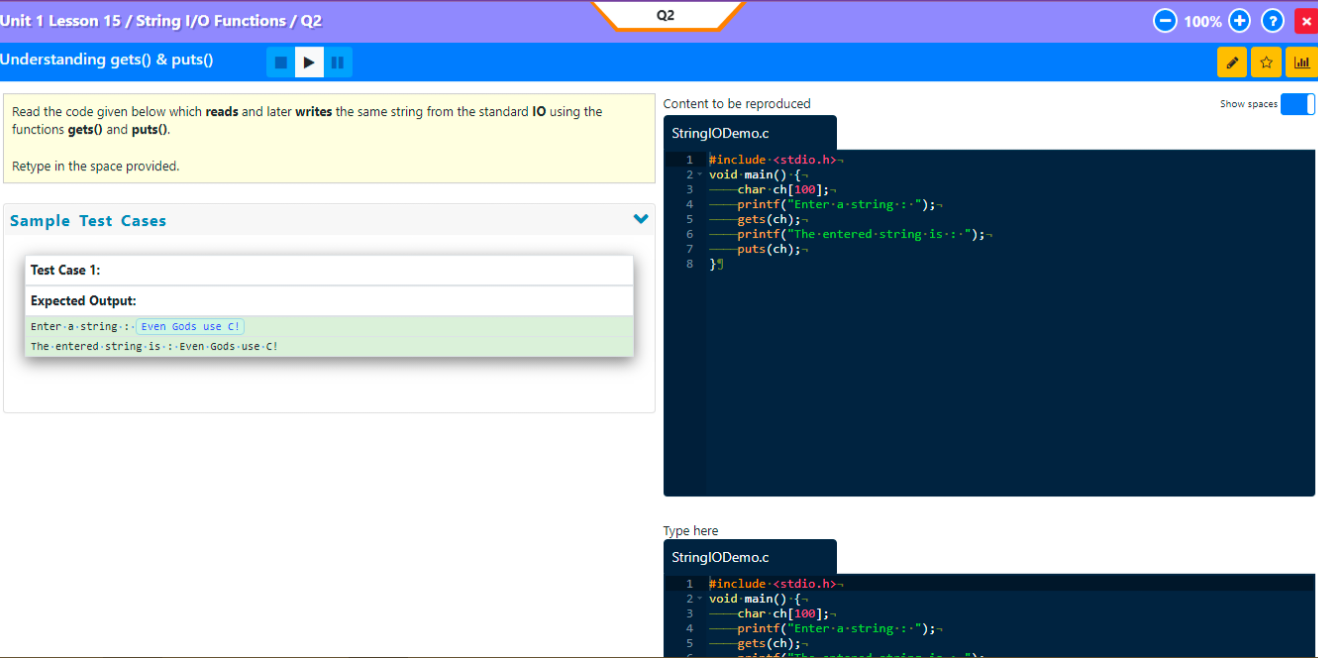 Unit 1 Lesson 15 / String I/O Functions / Q2
Q2
100%
?
Understanding gets() & puts()
Read the code given below which reads and later writes the same string from the standard IO using the
functions gets() and puts().
Retype in the space provided.
Sample Test Cases
Test Case 1:
Expected Output:
Enter·a·string·:·Even Gods use C!
The·entered·string·is·:·Even·Gods·use·C!
Content to be reproduced
Show spaces
StringIODemo.c
1 #include·<stdio.h>¬
2 void·main()·{¬
3 ————char·ch[100];¬
4 ————printf("Enter·a·string·:·");¬
5 ————gets(ch);¬
6 ————printf("The·entered·string·is·:·");¬
7 ————puts(ch);¬
8 }¶
Type here
StringIODemo.c
1 #include·<stdio.h>¬
2 void·main()·{¬
3 ————char·ch[100];¬
4 ————printf("Enter·a·string·:·");¬
5 ————gets(ch);¬
6 ————printf("The·entered·string·is·:·");¬